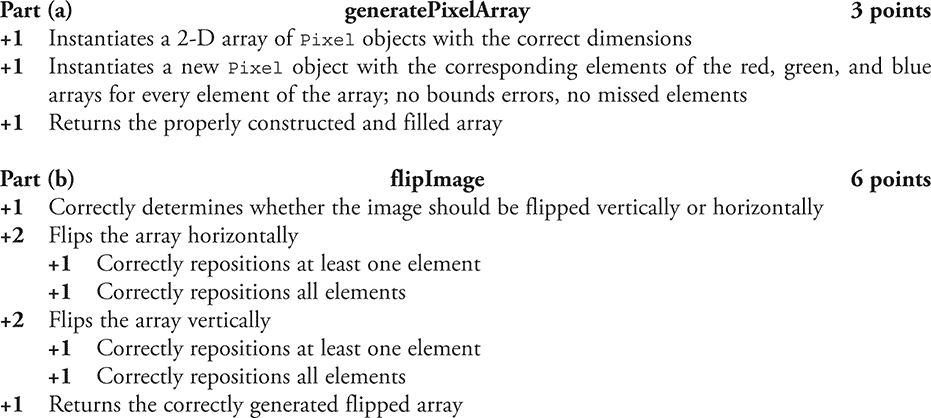 Part (a) generatePixelArray 3 points
+1 Instantiates a 2-D array of Pixel objects with the correct dimensions
+1 Instantiates a new Pixel object with the corresponding elements of the red, green, and blue
arrays for every element of the array; no bounds errors, no missed elements
+1 Returns the properly constructed and filled array
Part (b) flipImage 6 points
+1 Correctly determines whether the image should be flipped vertically or horizontally
+2 Flips the array horizontally
+1 Correctly repositions at least one element
+1 Correctly repositions all elements
+2 Flips the array vertically
+1 Correctly repositions at least one element
+1 Correctly repositions all elements
+1 Returns the correctly generated flipped array